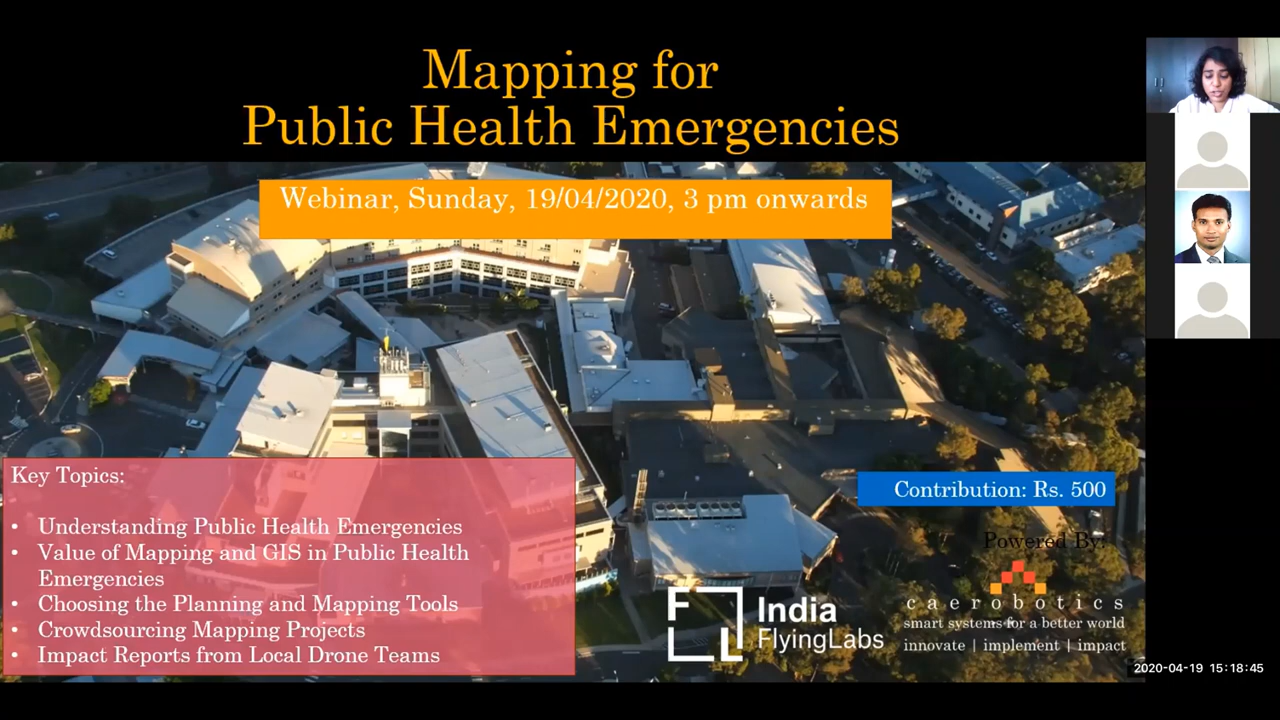 Mapping for
Public Health Emergencies
Webinar, Sunday, 19/04/2020, 3 pm onwards
Key Topics:
• Understanding Public Health Emergencies
• Value of Mapping and GIS in Public Health
Emergencies
• Choosing the Planning and Mapping Tools
• Crowdsourcing Mapping Projects
• Impact Reports from Local Drone Teams
Contribution: Rs. 500
Powered By:
India
FlyingLabs
caerobotics
smart systems for a better world
innovate | implement | impact
2020-04-19 15:18:45